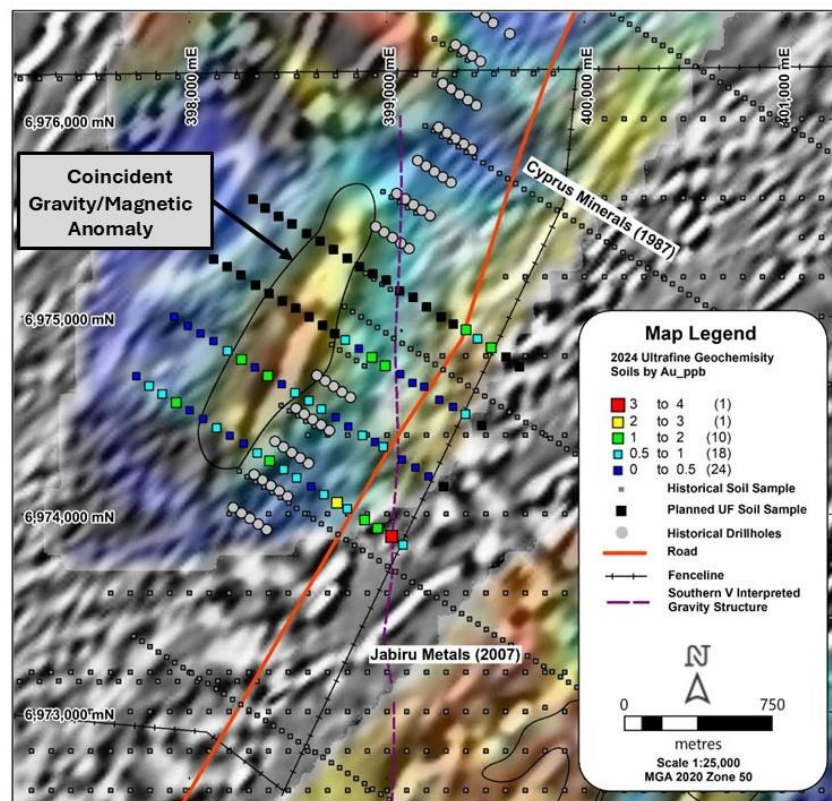 398,000 mE
399,000 mE
400,000 mE
401,000 mE
6,976,000 mN
Coincident
Gravity/Magnetic
Anomaly
Cyprus Minerals (1987)
6,975,000 mN
6,974,000 mN
Jabiru Metals (2007)
6,973,000 mN
Map Legend
2024 Ultrafine Geochemisity
Soils by Au_ppb
3 to 4 (1)
2 to 3 (1)
1 to 2 (10)
0.5 to 1 (18)
0 to 0.5 (24)
Historical Soil Sample
Planned UF Soil Sample
Historical Drillholes
Road
Fenceline
Southern V Interpreted
Gravity Structure
N
0 750
metres
Scale 1:25,000
MGA 2020 Zone 50